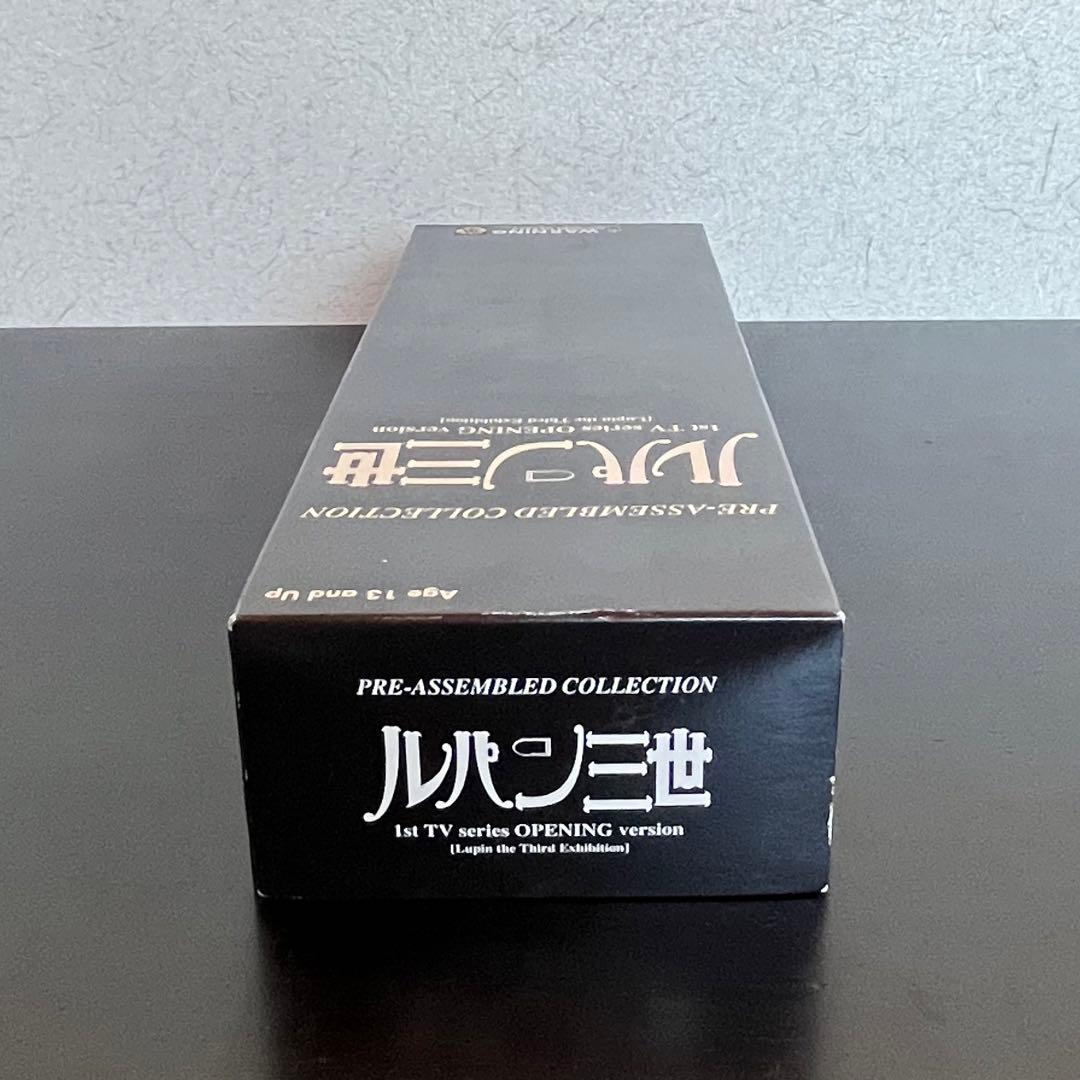 WARNING
PRE-ASSEMBLED COLLECTION
ルパン三世
1st TV series OPENING version
[Lupin the Third Exhibition]
Age 13 and Up
PRE-ASSEMBLED COLLECTION
ルパン三世
1st TV series OPENING version
[Lupin the Third Exhibition]